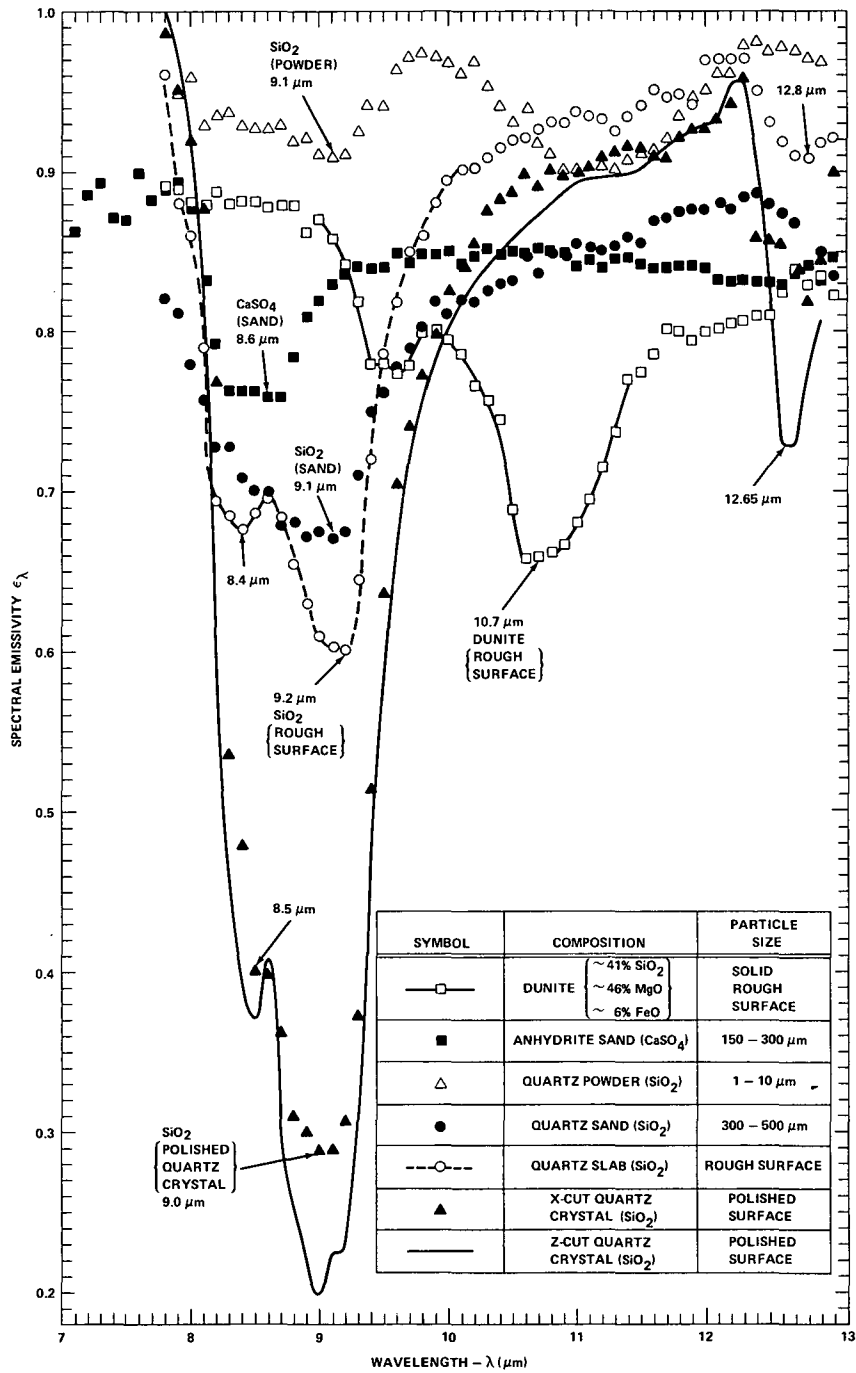 SPECTRAL EMISSIVITY ϵλ
1.0
0.9
0.8
0.7
0.6
0.5
0.4
0.3
0.2
SiO2
(POWDER)
9.1 μm
12.8 μm
CaSO4
(SAND)
8.6 μm
SiO2
(SAND)
9.1 μm
12.65 μm
8.4 μm
10.7 μm
DUNITE
ROUGH
SURFACE
9.2 μm
SiO2
ROUGH
SURFACE
8.5 μm
SiO2
POLISHED
QUARTZ
CRYSTAL
9.0 μm
SYMBOL COMPOSITION PARTICLE SIZE
DUNITE ~41% SiO2 ~46% MgO ~ 6% FeO SOLID ROUGH SURFACE
ANHYDRITE SAND (CaSO4) 150 – 300 μm
QUARTZ POWDER (SiO2) 1 – 10 μm
QUARTZ SAND (SiO2) 300 – 500 μm
QUARTZ SLAB (SiO2) ROUGH SURFACE
X-CUT QUARTZ CRYSTAL (SiO2) POLISHED SURFACE
Z-CUT QUARTZ CRYSTAL (SiO2) POLISHED SURFACE
7 8 9 10 11 12 13
WAVELENGTH – λ (μm)